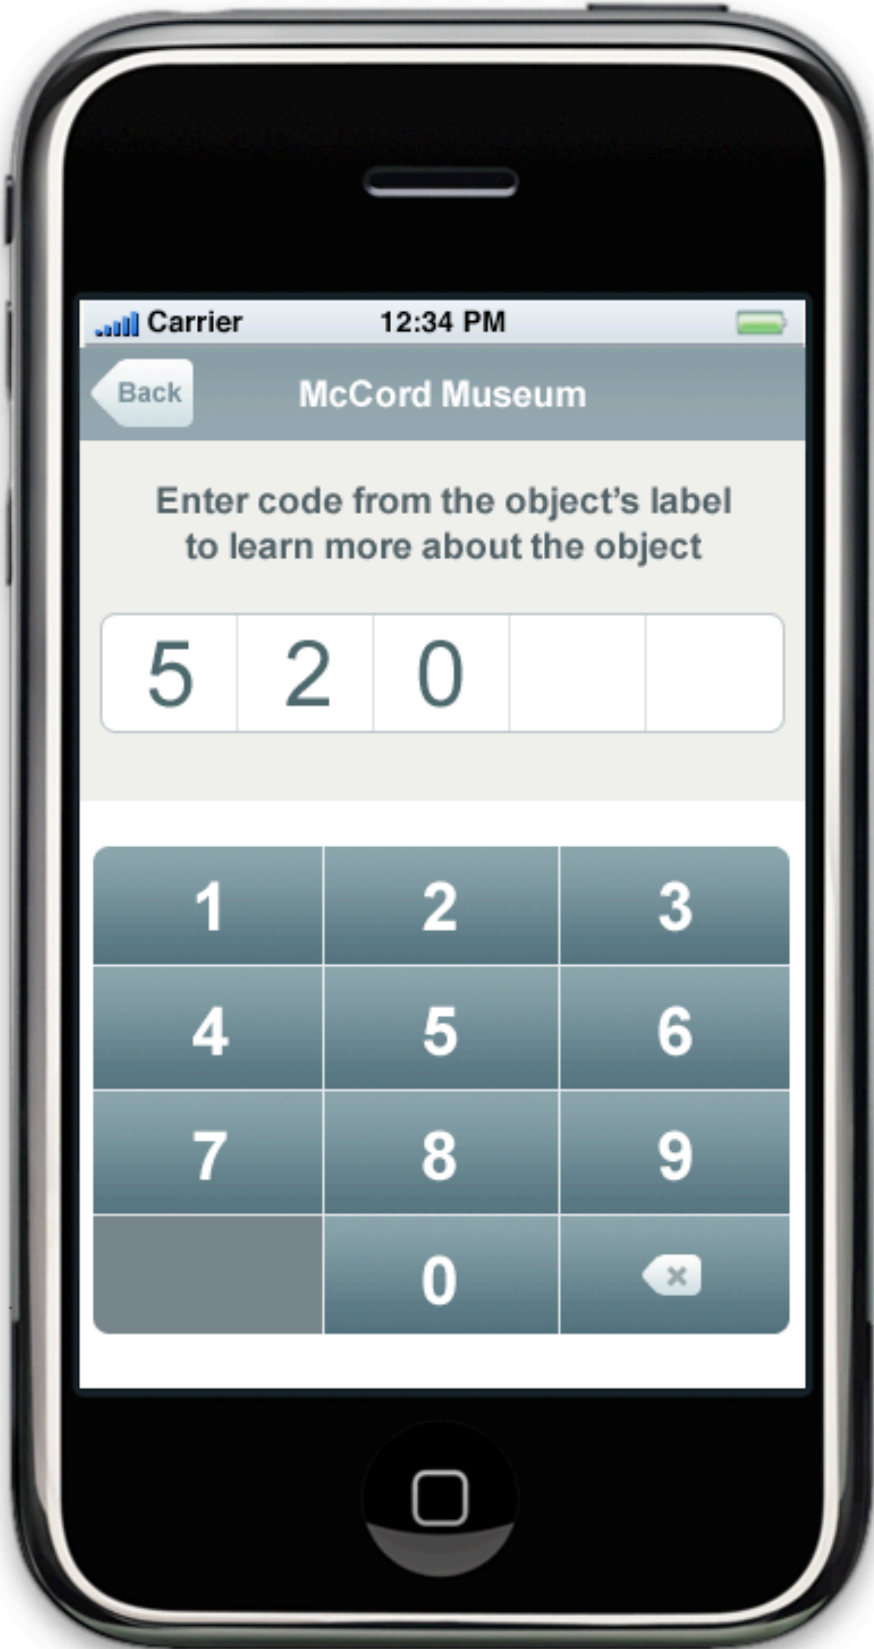 Carrier 12:34 PM
Back McCord Museum
Enter code from the object’s label
to learn more about the object
5 2 0
1 2 3
4 5 6
7 8 9
0